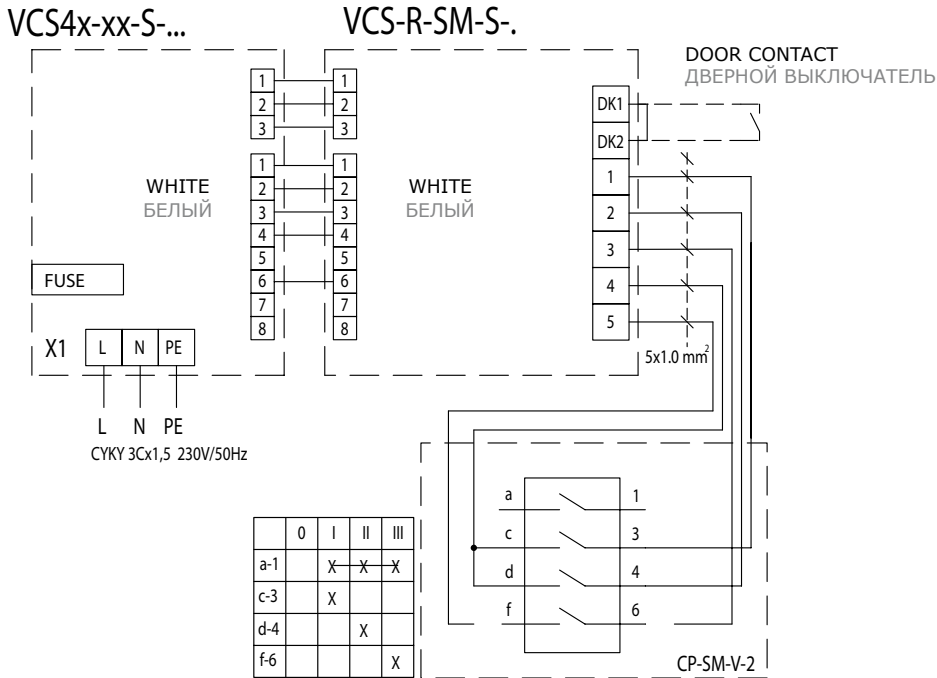 VCS4x-xx-S-...
VCS-R-SM-S-.
DOOR CONTACT
ДВЕРНОЙ ВЫКЛЮЧАТЕЛЬ
1 1
2 2
3 3
DK1
DK2
1 1
2 2
3 3
4 4
5 5
6 6
7 7
8 8
WHITE
БЕЛЫЙ
WHITE
БЕЛЫЙ
1
2
3
4
5
FUSE
X1 L N PE
5x1.0 mm²
L N PE
CYKY 3Cx1,5 230V/50Hz
a 1
c 3
d 4
f 6
CP-SM-V-2
0 I II III
a-1 X X X
c-3 X
d-4 X
f-6 X